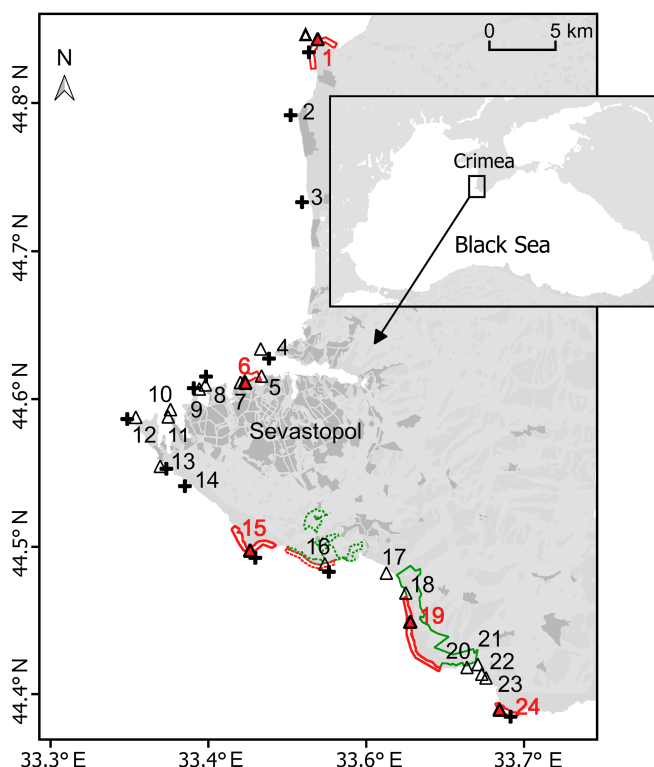 N
0 5 km
1
44.8° N
2
Crimea
3
Black Sea
44.7° N
4
6
5
7
8
9
10
44.6° N
11
12
Sevastopol
13
14
15
16
44.5° N
17
18
19
20
21
22
23
44.4° N
24
33.3° E
33.4° E
33.6° E
33.7° E